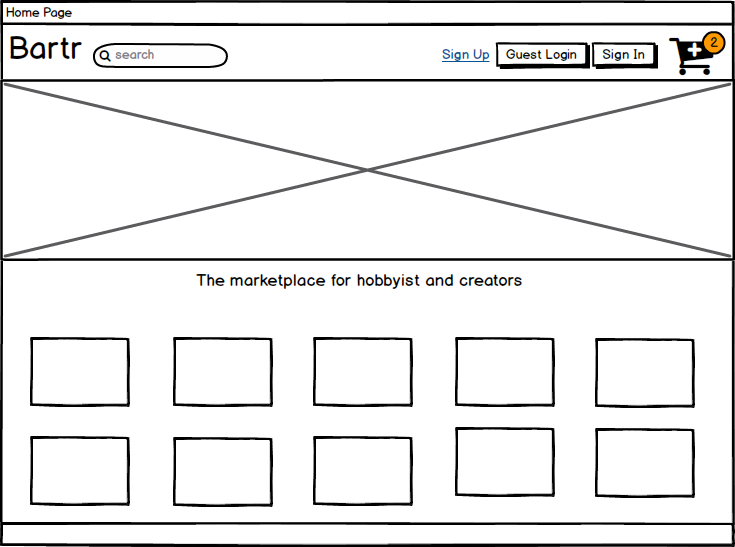 Home Page
Bartr
search
Sign Up
Guest Login
Sign In
2
The marketplace for hobbyist and creators